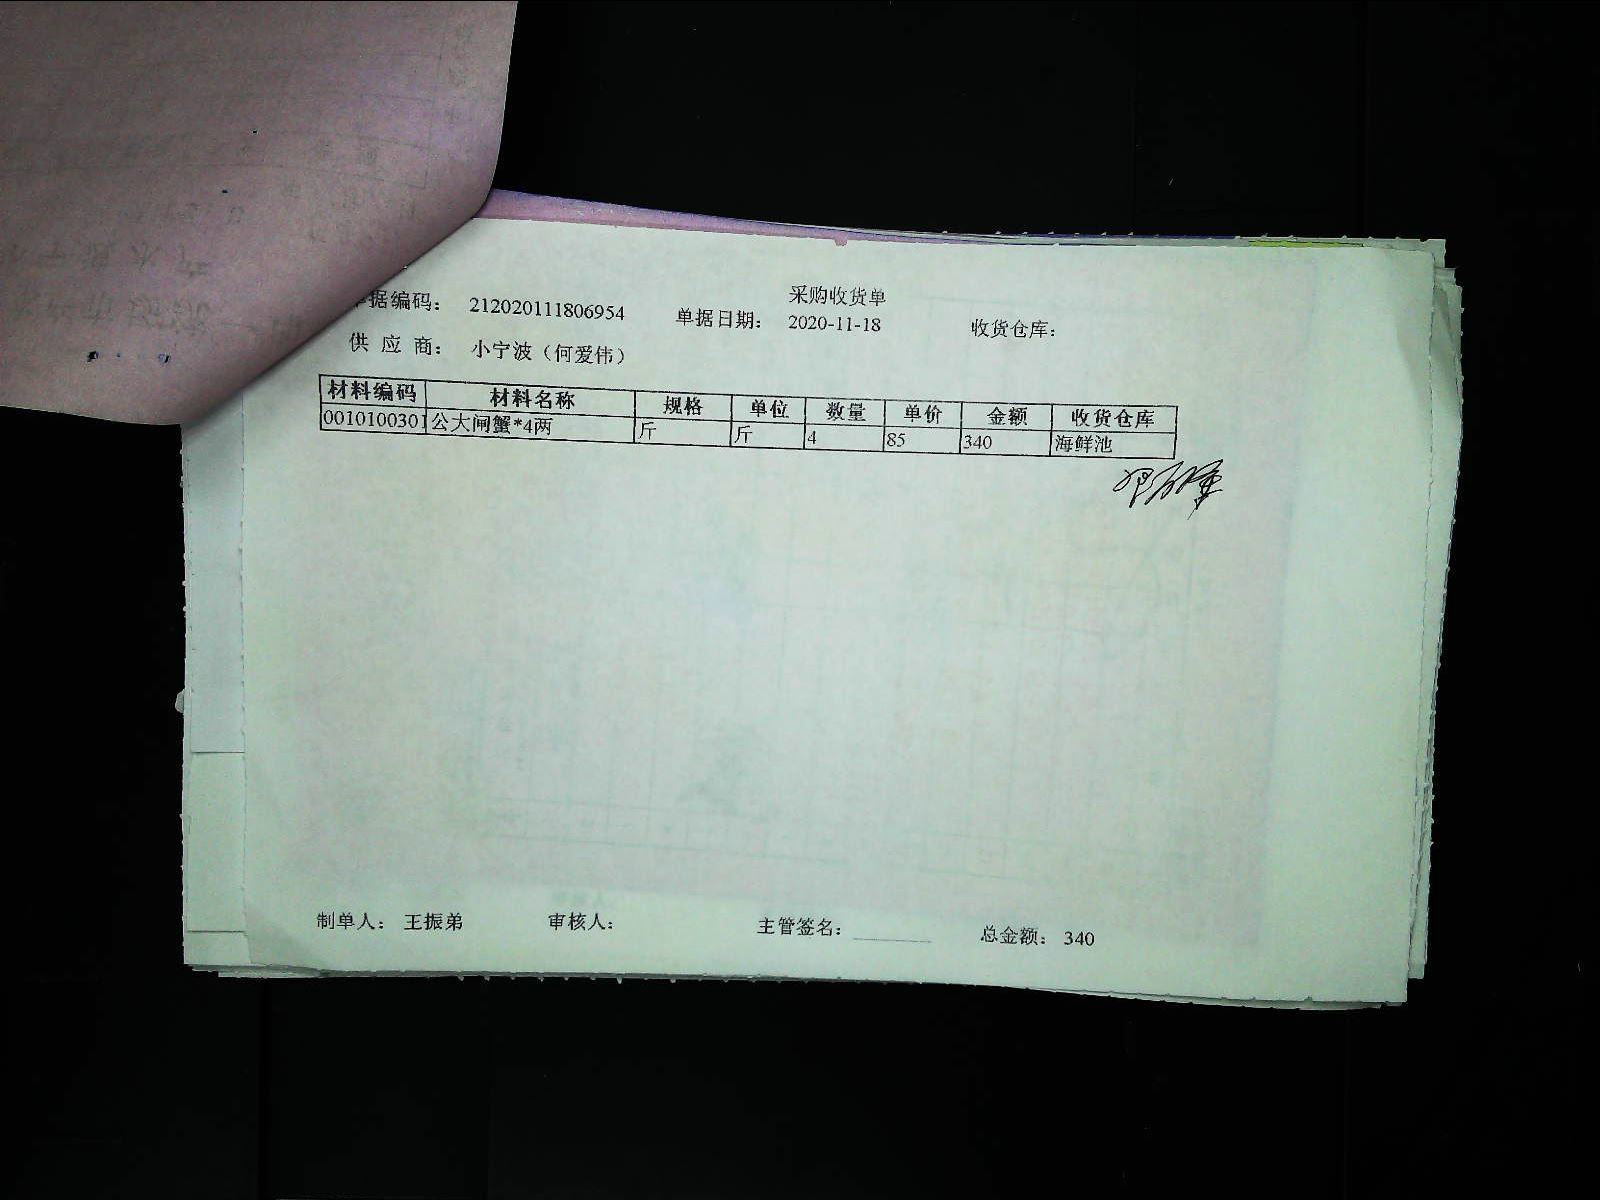 采购收货单
单据编码： 212020111806954 单据日期： 2020-11-18 收货仓库：
供 应 商： 小宁波（何爱伟）
材料编码 材料名称 规格 单位 数量 单价 金额 收货仓库
0010100301 公大闸蟹*4两 斤 斤 4 85 340 海鲜池
制单人： 王振弟 审核人： 主管签名： 总金额： 340